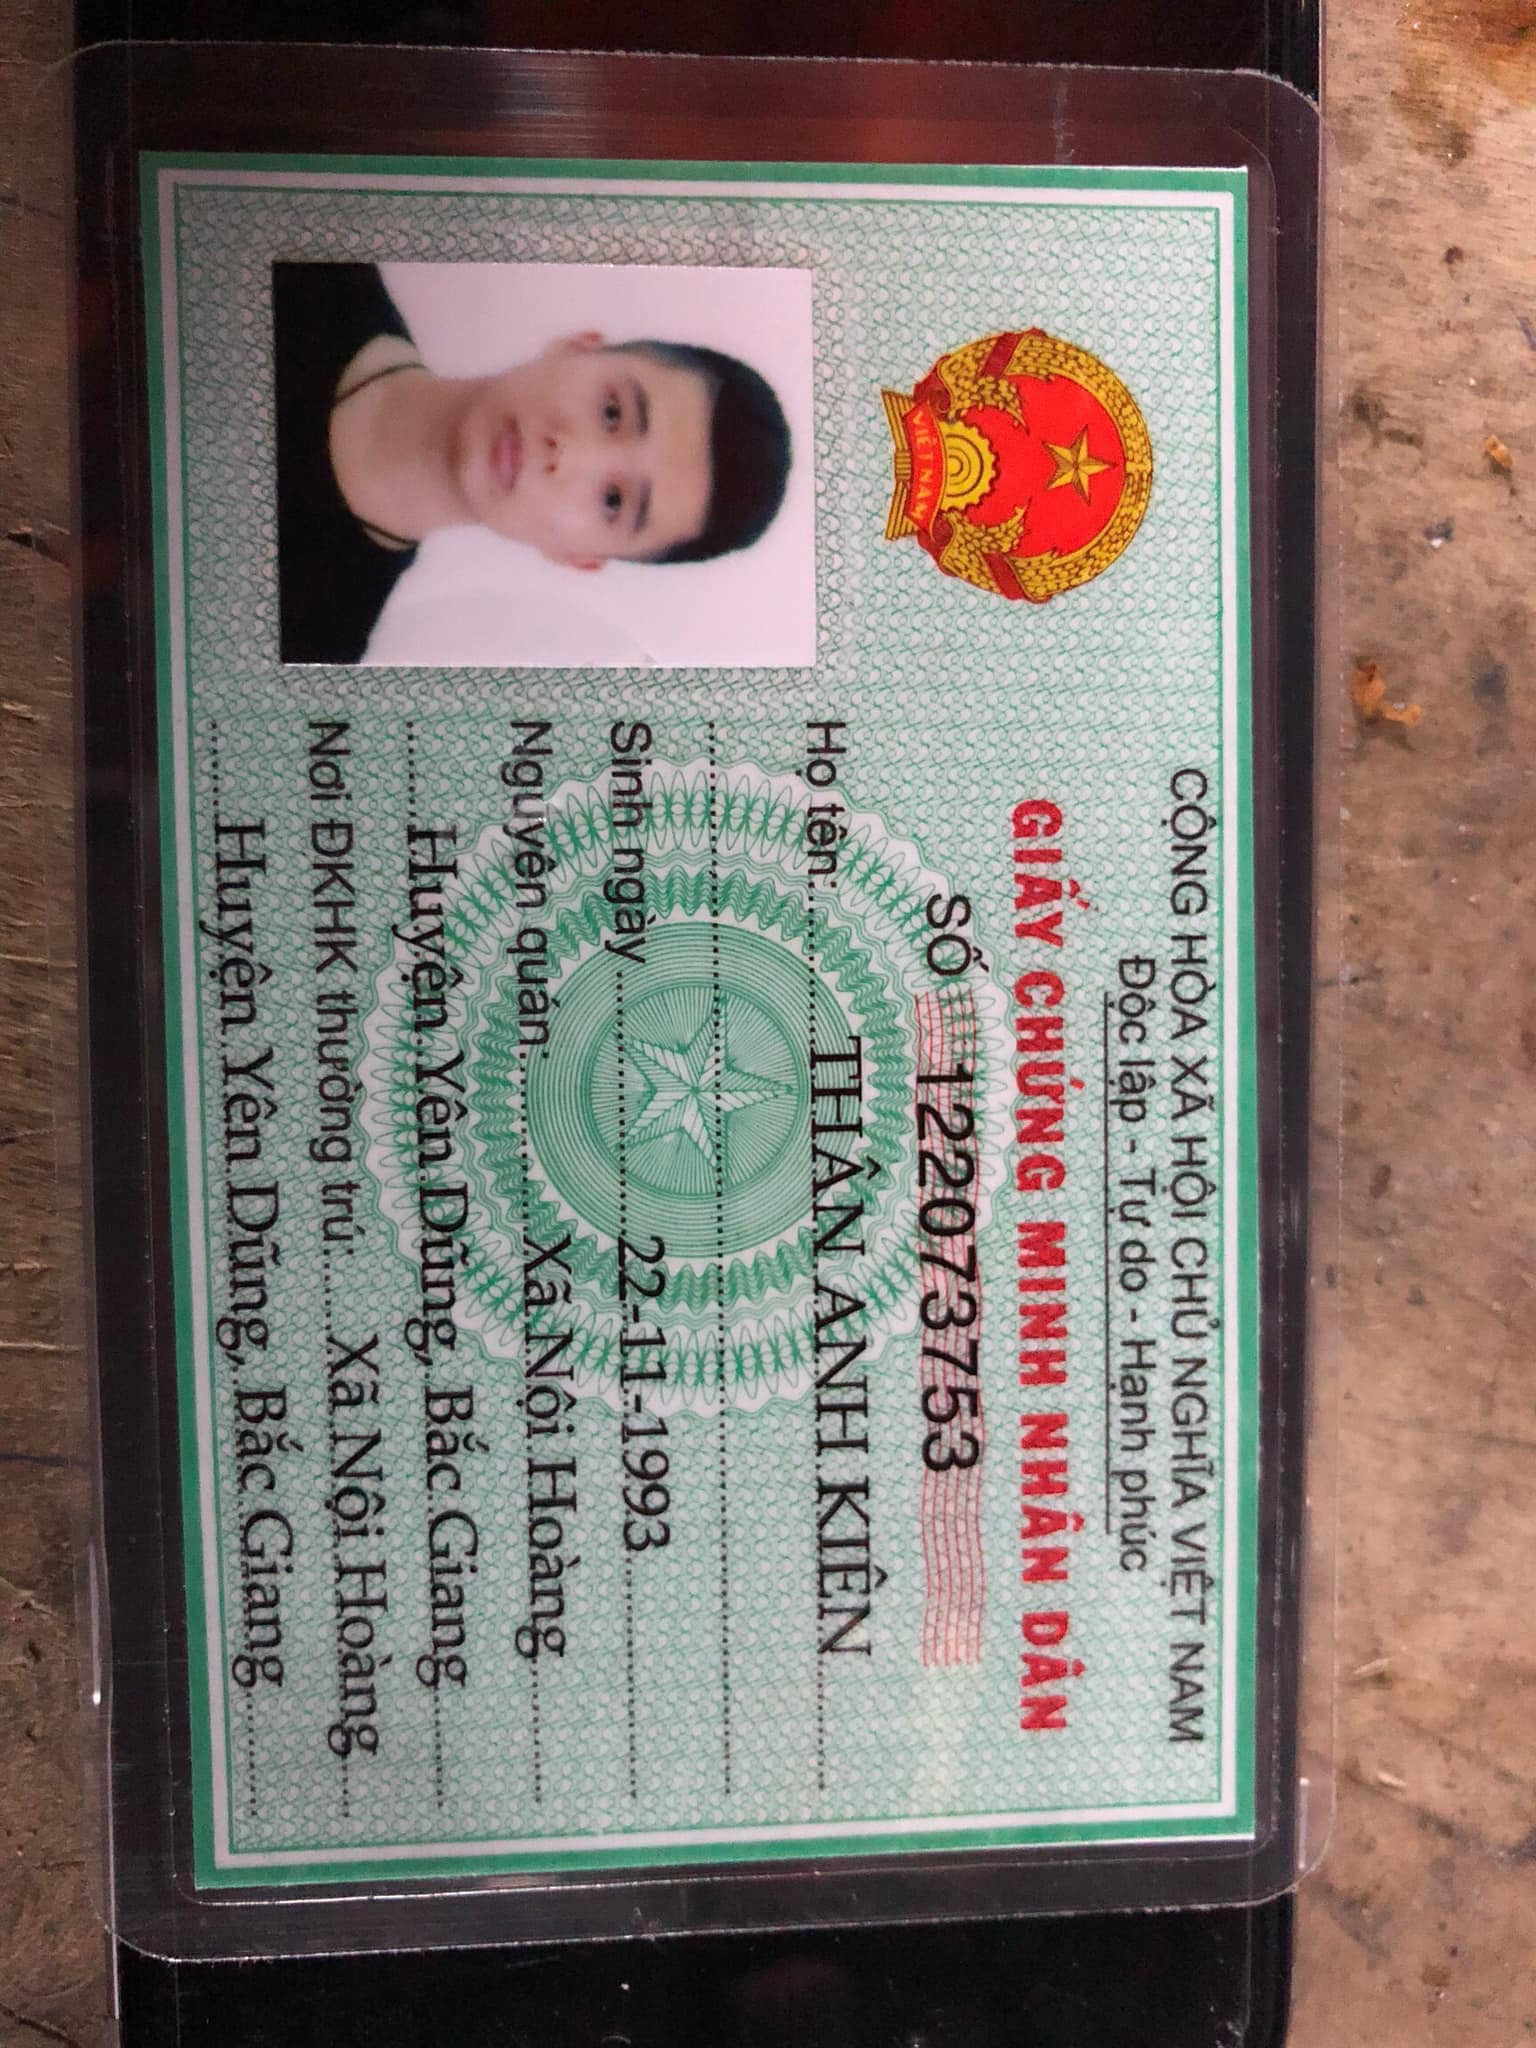 CỘNG HÒA XÃ HỘI CHỦ NGHĨA VIỆT NAM
Độc lập - Tự do - Hạnh phúc
GIẤY CHỨNG MINH NHÂN DÂN
SỐ 122073753
VIỆT NAM
Họ tên: THÂN ANH KIÊN
Sinh ngày 22-11-1993
Nguyên quán: Xã Nội Hoàng
Huyện Yên Dũng, Bắc Giang
Nơi ĐKHK thường trú: Xã Nội Hoàng
Huyện Yên Dũng, Bắc Giang